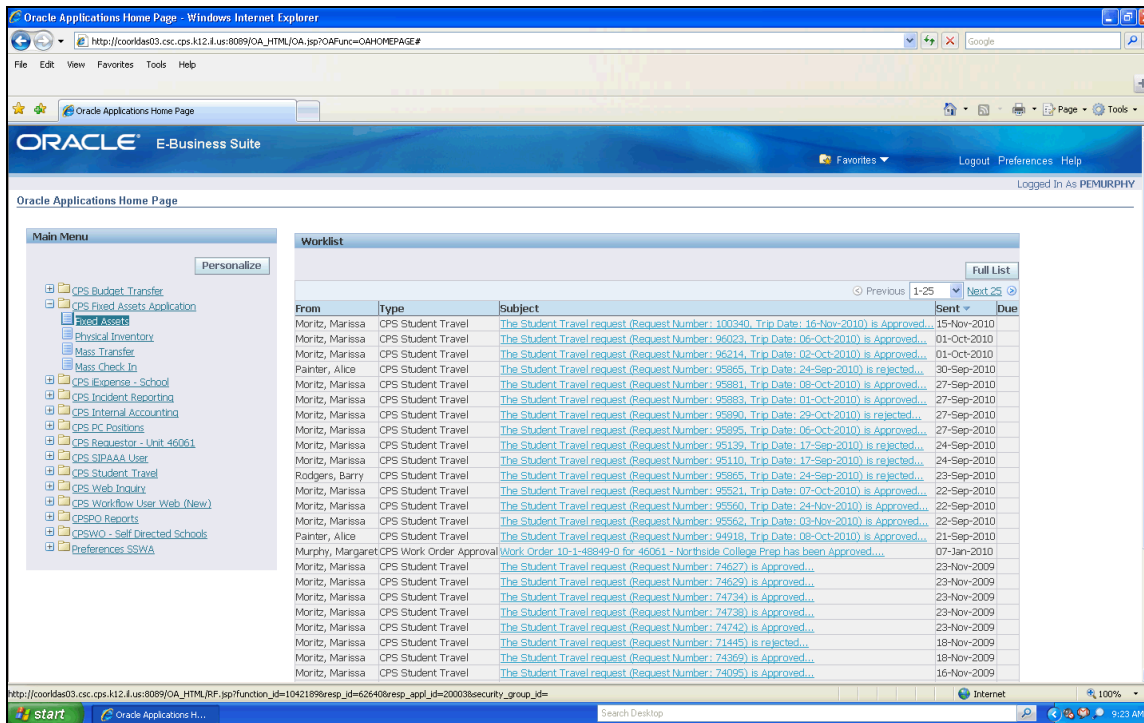 Oracle Applications Home Page - Windows Internet Explorer
http://coorldas03.csc.cps.k12.il.us:8089/OA_HTML/OA.jsp?OAFunc=OAHOMEPAGE#
Google
File Edit View Favorites Tools Help
Oracle Applications Home Page
Page Tools
ORACLE E-Business Suite
Favorites
Logout Preferences Help
Logged In As PEMURPHY
Oracle Applications Home Page
Main Menu
Personalize
CPS Budget Transfer
CPS Fixed Assets Application
Fixed Assets
Physical Inventory
Mass Transfer
Mass Check In
CPS iExpense - School
CPS Incident Reporting
CPS Internal Accounting
CPS PC Positions
CPS Requestor - Unit 46061
CPS SIPAAA User
CPS Student Travel
CPS Web Inquiry
CPS Workflow User Web (New)
CPSPO Reports
CPSWO - Self Directed Schools
Preferences SSWA
Worklist
Full List
Previous 1-25 Next 25
From Type Subject Sent Due
Moritz, Marissa CPS Student Travel The Student Travel request (Request Number: 100340, Trip Date: 16-Nov-2010) is Approved... 15-Nov-2010
Moritz, Marissa CPS Student Travel The Student Travel request (Request Number: 96023, Trip Date: 06-Oct-2010) is Approved... 01-Oct-2010
Moritz, Marissa CPS Student Travel The Student Travel request (Request Number: 96214, Trip Date: 02-Oct-2010) is Approved... 01-Oct-2010
Painter, Alice CPS Student Travel The Student Travel request (Request Number: 95865, Trip Date: 24-Sep-2010) is rejected... 30-Sep-2010
Moritz, Marissa CPS Student Travel The Student Travel request (Request Number: 95881, Trip Date: 08-Oct-2010) is Approved... 27-Sep-2010
Moritz, Marissa CPS Student Travel The Student Travel request (Request Number: 95883, Trip Date: 01-Oct-2010) is Approved... 27-Sep-2010
Moritz, Marissa CPS Student Travel The Student Travel request (Request Number: 95890, Trip Date: 29-Oct-2010) is rejected... 27-Sep-2010
Moritz, Marissa CPS Student Travel The Student Travel request (Request Number: 95895, Trip Date: 06-Oct-2010) is Approved... 27-Sep-2010
Moritz, Marissa CPS Student Travel The Student Travel request (Request Number: 95139, Trip Date: 17-Sep-2010) is rejected... 24-Sep-2010
Moritz, Marissa CPS Student Travel The Student Travel request (Request Number: 95110, Trip Date: 17-Sep-2010) is rejected... 24-Sep-2010
Rodgers, Barry CPS Student Travel The Student Travel request (Request Number: 95865, Trip Date: 24-Sep-2010) is rejected... 23-Sep-2010
Moritz, Marissa CPS Student Travel The Student Travel request (Request Number: 95521, Trip Date: 07-Oct-2010) is Approved... 22-Sep-2010
Moritz, Marissa CPS Student Travel The Student Travel request (Request Number: 95560, Trip Date: 24-Nov-2010) is Approved... 22-Sep-2010
Moritz, Marissa CPS Student Travel The Student Travel request (Request Number: 95562, Trip Date: 03-Nov-2010) is Approved... 22-Sep-2010
Painter, Alice CPS Student Travel The Student Travel request (Request Number: 94918, Trip Date: 08-Oct-2010) is Approved... 21-Sep-2010
Murphy, Margaret CPS Work Order Approval Work Order 10-1-48849-0 for 46061 - Northside College Prep has been Approved.... 07-Jan-2010
Moritz, Marissa CPS Student Travel The Student Travel request (Request Number: 74627) is Approved... 23-Nov-2009
Moritz, Marissa CPS Student Travel The Student Travel request (Request Number: 74629) is Approved... 23-Nov-2009
Moritz, Marissa CPS Student Travel The Student Travel request (Request Number: 74734) is Approved... 23-Nov-2009
Moritz, Marissa CPS Student Travel The Student Travel request (Request Number: 74738) is Approved... 23-Nov-2009
Moritz, Marissa CPS Student Travel The Student Travel request (Request Number: 74742) is Approved... 23-Nov-2009
Moritz, Marissa CPS Student Travel The Student Travel request (Request Number: 71445) is rejected... 18-Nov-2009
Moritz, Marissa CPS Student Travel The Student Travel request (Request Number: 74369) is Approved... 18-Nov-2009
Moritz, Marissa CPS Student Travel The Student Travel request (Request Number: 74095) is Approved... 16-Nov-2009
http://coorldas03.csc.cps.k12.il.us:8089/OA_HTML/RF.jsp?function_id=1042189&resp_id=62640&resp_appl_id=20003&security_group_id=
Internet 100%
start Oracle Applications H... Search Desktop 9:23 AM